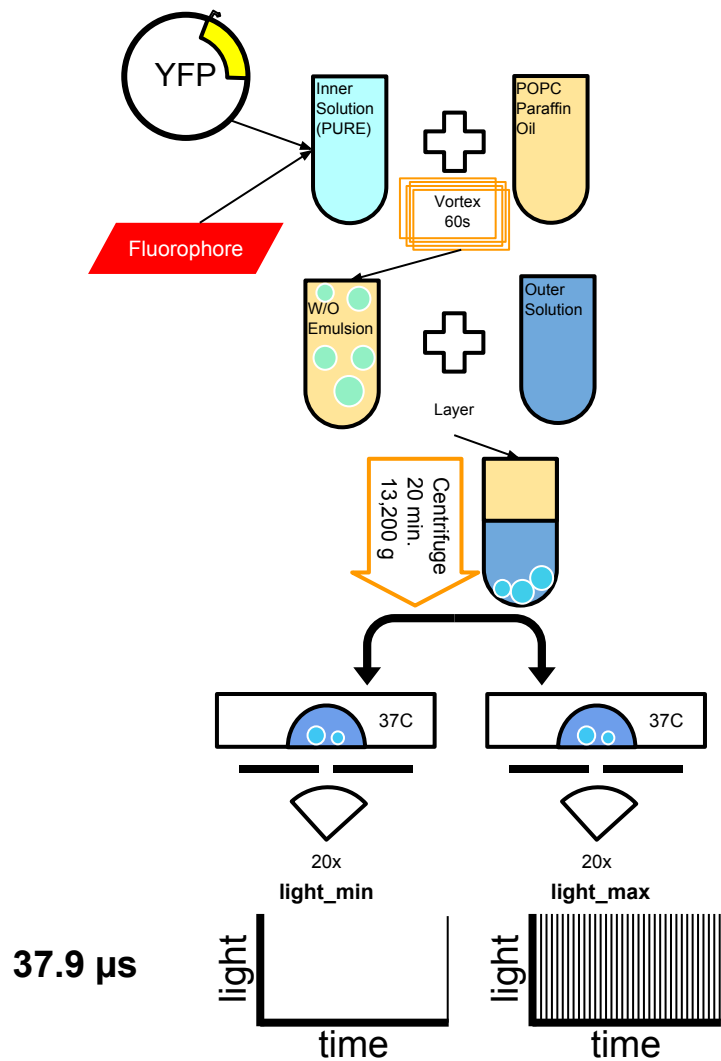 YFP
Inner
Solution
(PURE)
POPC
Paraffin
Oil
Fluorophore
Vortex
60s
W/O
Emulsion
Outer
Solution
Layer
Centrifuge
20 min.
13,200 g
37C
37C
20x
20x
light_min
light_max
37.9 µs
light
light
time
time